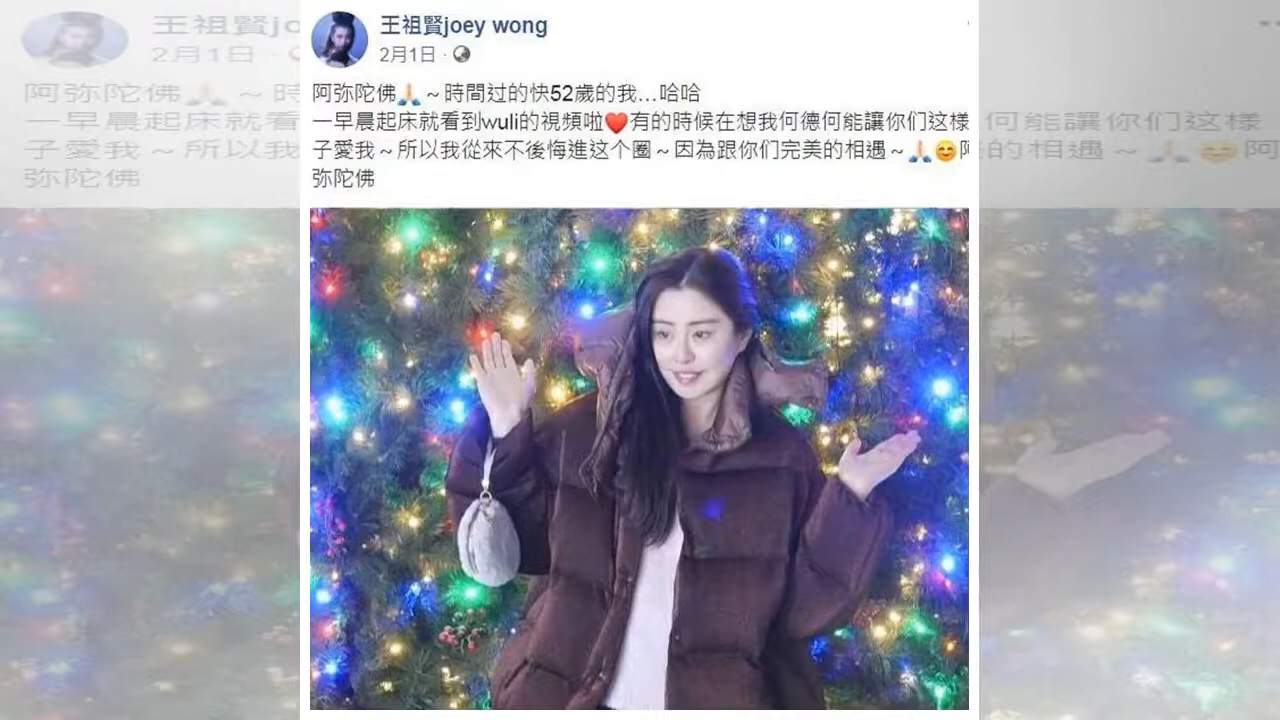 王祖賢joey wong
2月1日
阿弥陀佛🙏～時間过的快52歲的我...哈哈
一早晨起床就看到wuli的視頻啦❤️有的時候在想我何德何能讓你们这様
子愛我～所以我從來不後悔進这个圈～因為跟你们完美的相遇～🙏😊阿
弥陀佛